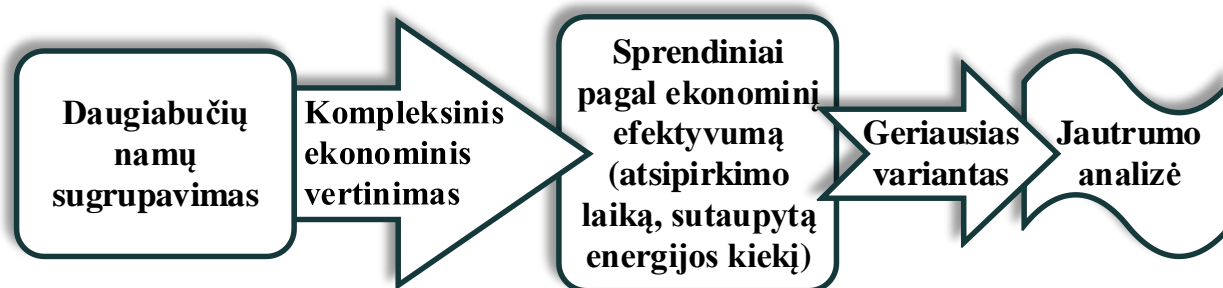 Daugiabučių
namų
sugrupavimas
Kompleksinis
ekonominis
vertinimas
Sprendiniai
pagal ekonominį
efektyvumą
(atsipirkimo
laiką, sutaupytą
energijos kiekį)
Geriausias
variantas
Jautrumo
analizė